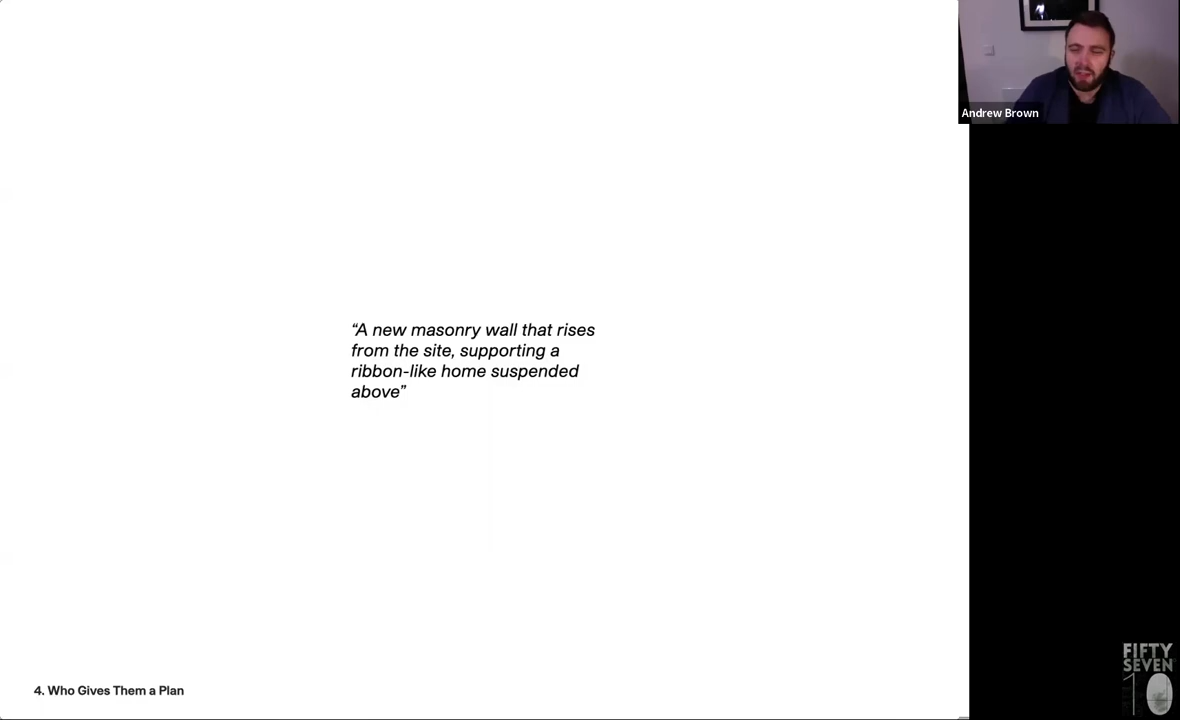 Andrew Brown
“A new masonry wall that rises
from the site, supporting a
ribbon-like home suspended
above”
4. Who Gives Them a Plan
FIFTY
SEVEN
10